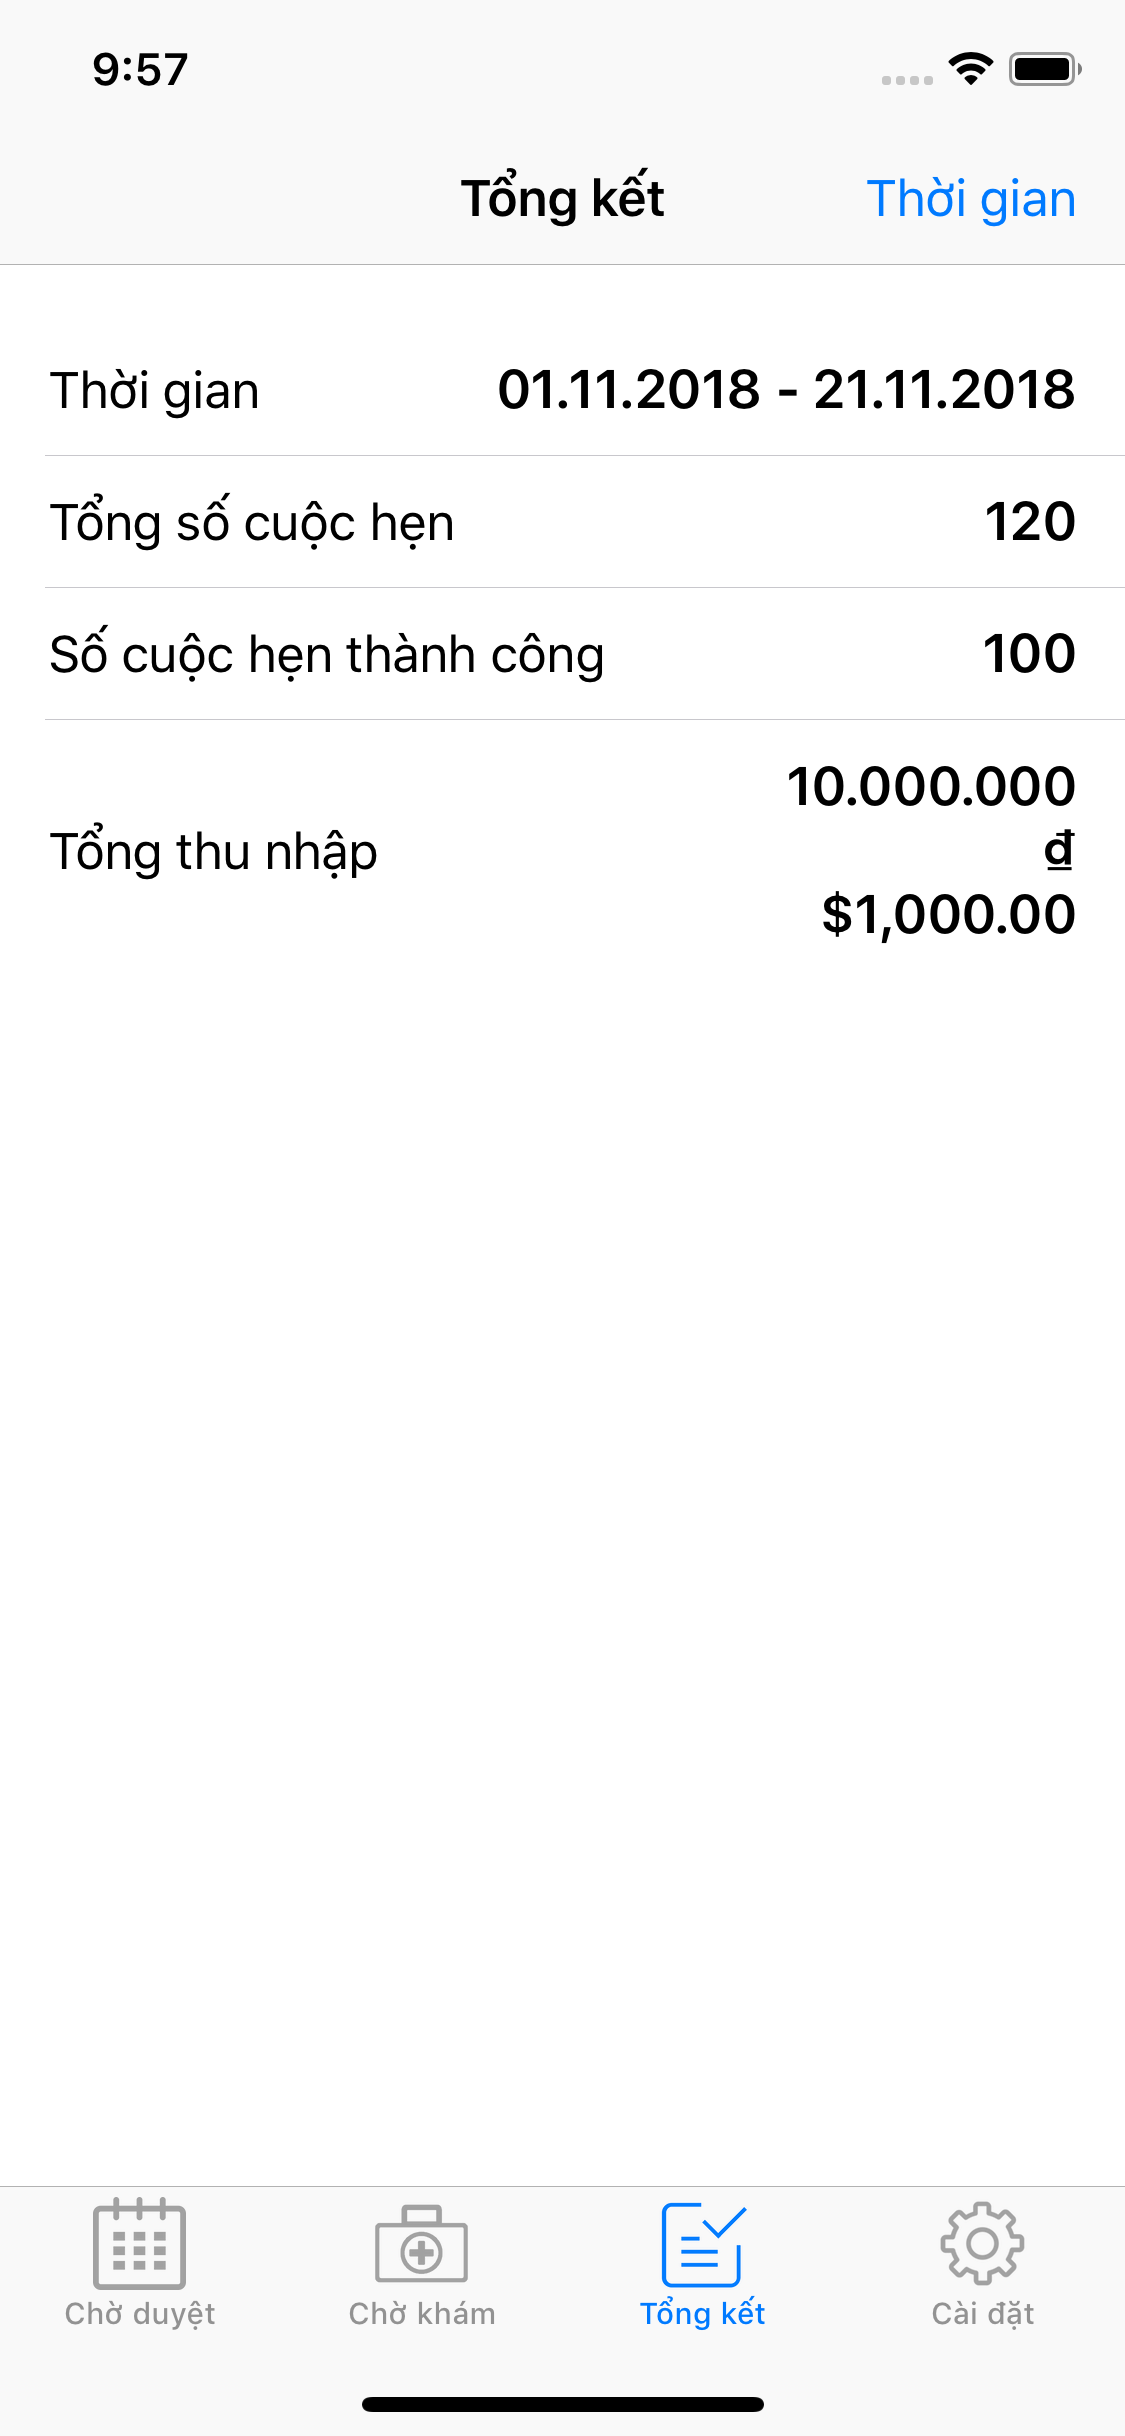 9:57
Tổng kết
Thời gian
Thời gian 01.11.2018 - 21.11.2018
Tổng số cuộc hẹn 120
Số cuộc hẹn thành công 100
Tổng thu nhập
10.000.000
₫
$1,000.00
Chờ duyệt
Chờ khám
Tổng kết
Cài đặt